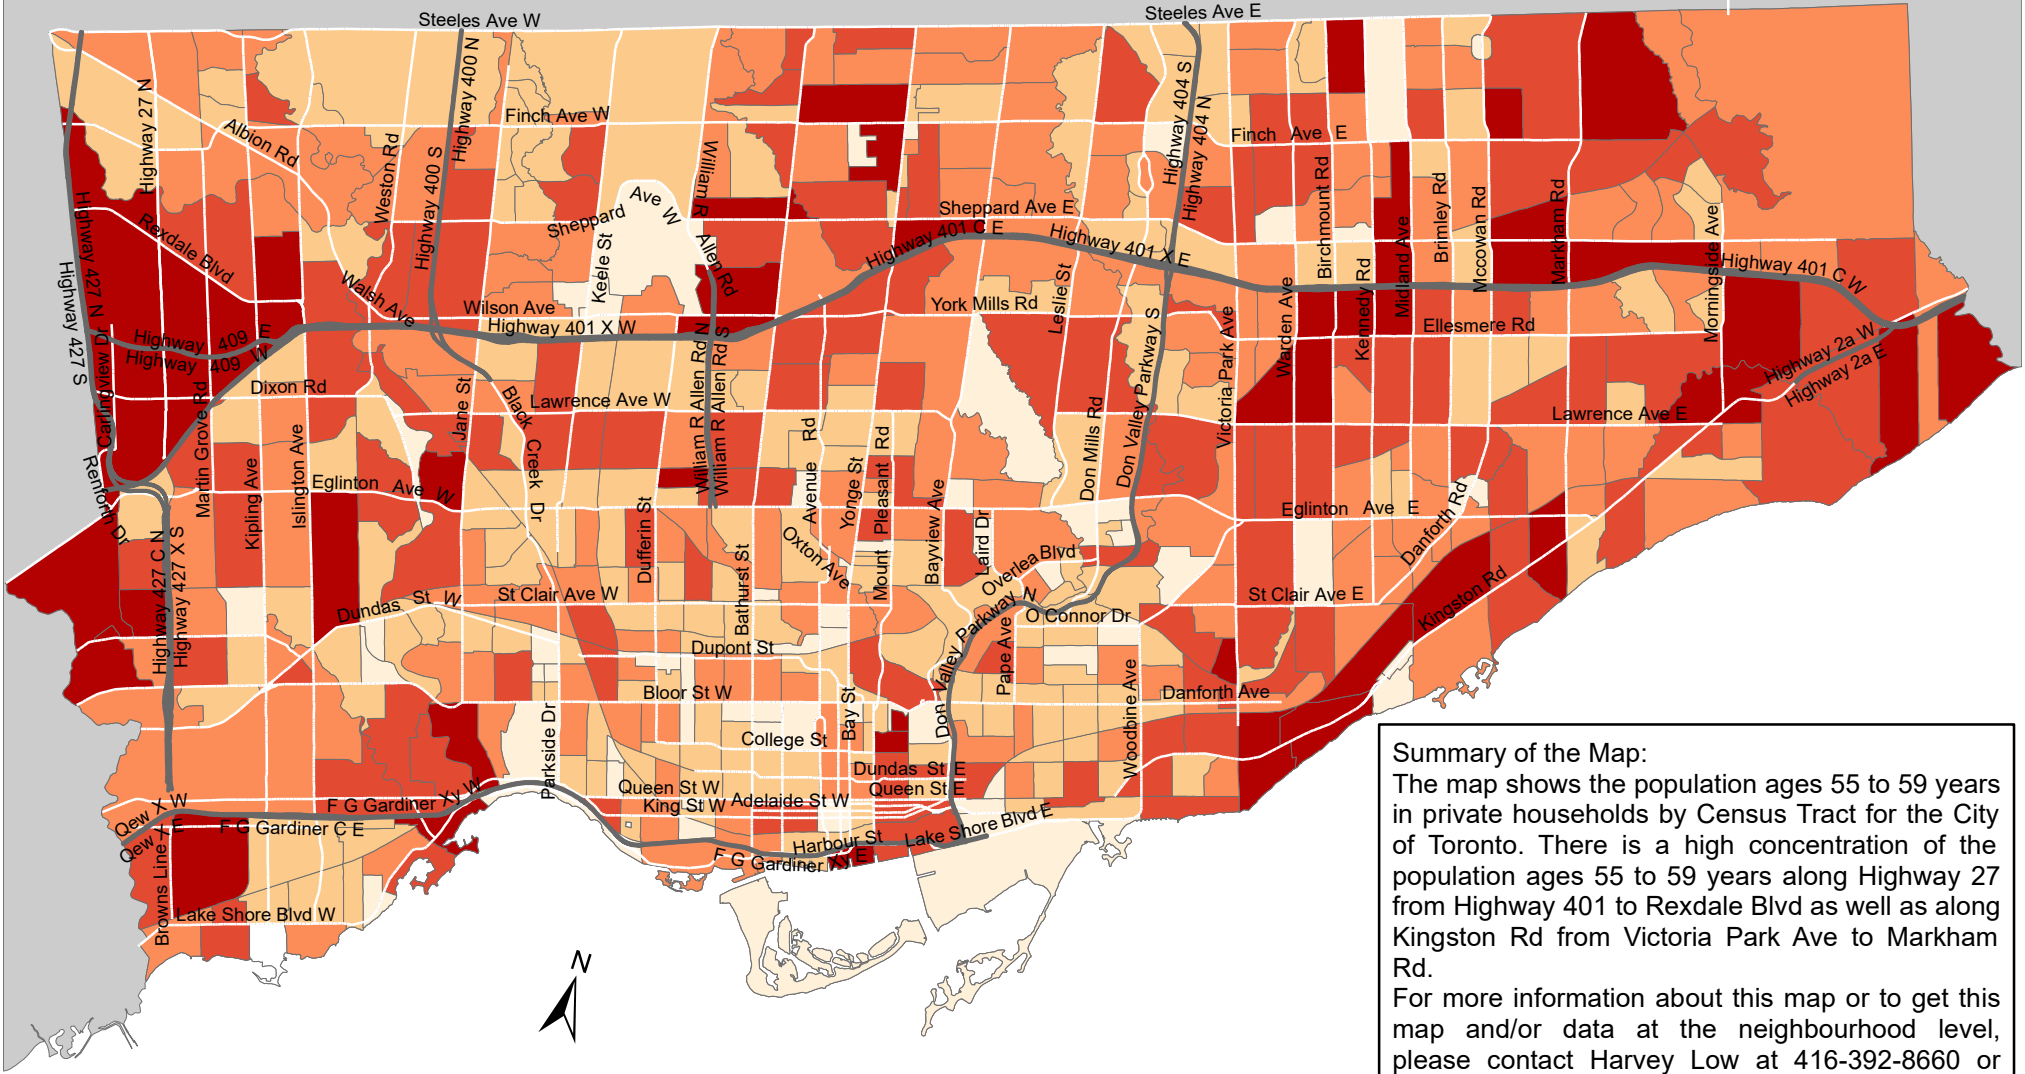 Steeles Ave W
Steeles Ave E
Highway 27 N
Albion Rd
Weston Rd
Highway 400 N
Highway 400 S
Finch Ave W
William R
Allen Rd
Highway 404 S
Highway 404 N
Finch Ave E
Highway 427 N
Highway 427 S
Rexdale Blvd
Sheppard Ave W
Keele St
Sheppard Ave E
Highway 401 C E
Highway 401 X E
Birchmount Rd
Midland Ave
Brimley Rd
Mccowan Rd
Markham Rd
Morningside Ave
Highway 401 C W
Walsh Ave
Wilson Ave
Highway 401 X W
York Mills Rd
Leslie St
Warden Ave
Kennedy Rd
Ellesmere Rd
Highway 409 E
Highway 409 W
Highway 2a W
Highway 2a E
Carlingview Dr
Dixon Rd
Martin Grove Rd
Jane St
Black Creek Dr
Lawrence Ave W
William R Allen Rd N
William R Allen Rd S
Avenue Rd
Yonge St
Mount Pleasant Rd
Don Mills Rd
Don Valley Parkway S
Victoria Park Ave
Lawrence Ave E
Renforth Dr
Kipling Ave
Islington Ave
Eglinton Ave W
Dufferin St
Bathurst St
Oxton Ave
Bayview Ave
Laird Dr
Overlea Blvd
Eglinton Ave E
Danforth Rd
Highway 427 C N
Highway 427 X S
Dundas St W
St Clair Ave W
Don Valley Parkway N
O Connor Dr
St Clair Ave E
Kingston Rd
Dupont St
Pape Ave
Woodbine Ave
Bloor St W
Bay St
Danforth Ave
Parkside Dr
College St
Dundas St E
Queen St W
Queen St E
King St W
Adelaide St W
Qew X W
Qew X E
F G Gardiner Xy W
F G Gardiner C E
Harbour St
Lake Shore Blvd E
F G Gardiner Xy E
Browns Line
Lake Shore Blvd W
N
Summary of the Map:
The map shows the population ages 55 to 59 years
in private households by Census Tract for the City
of Toronto. There is a high concentration of the
population ages 55 to 59 years along Highway 27
from Highway 401 to Rexdale Blvd as well as along
Kingston Rd from Victoria Park Ave to Markham
Rd.
For more information about this map or to get this
map and/or data at the neighbourhood level,
please contact Harvey Low at 416-392-8660 or